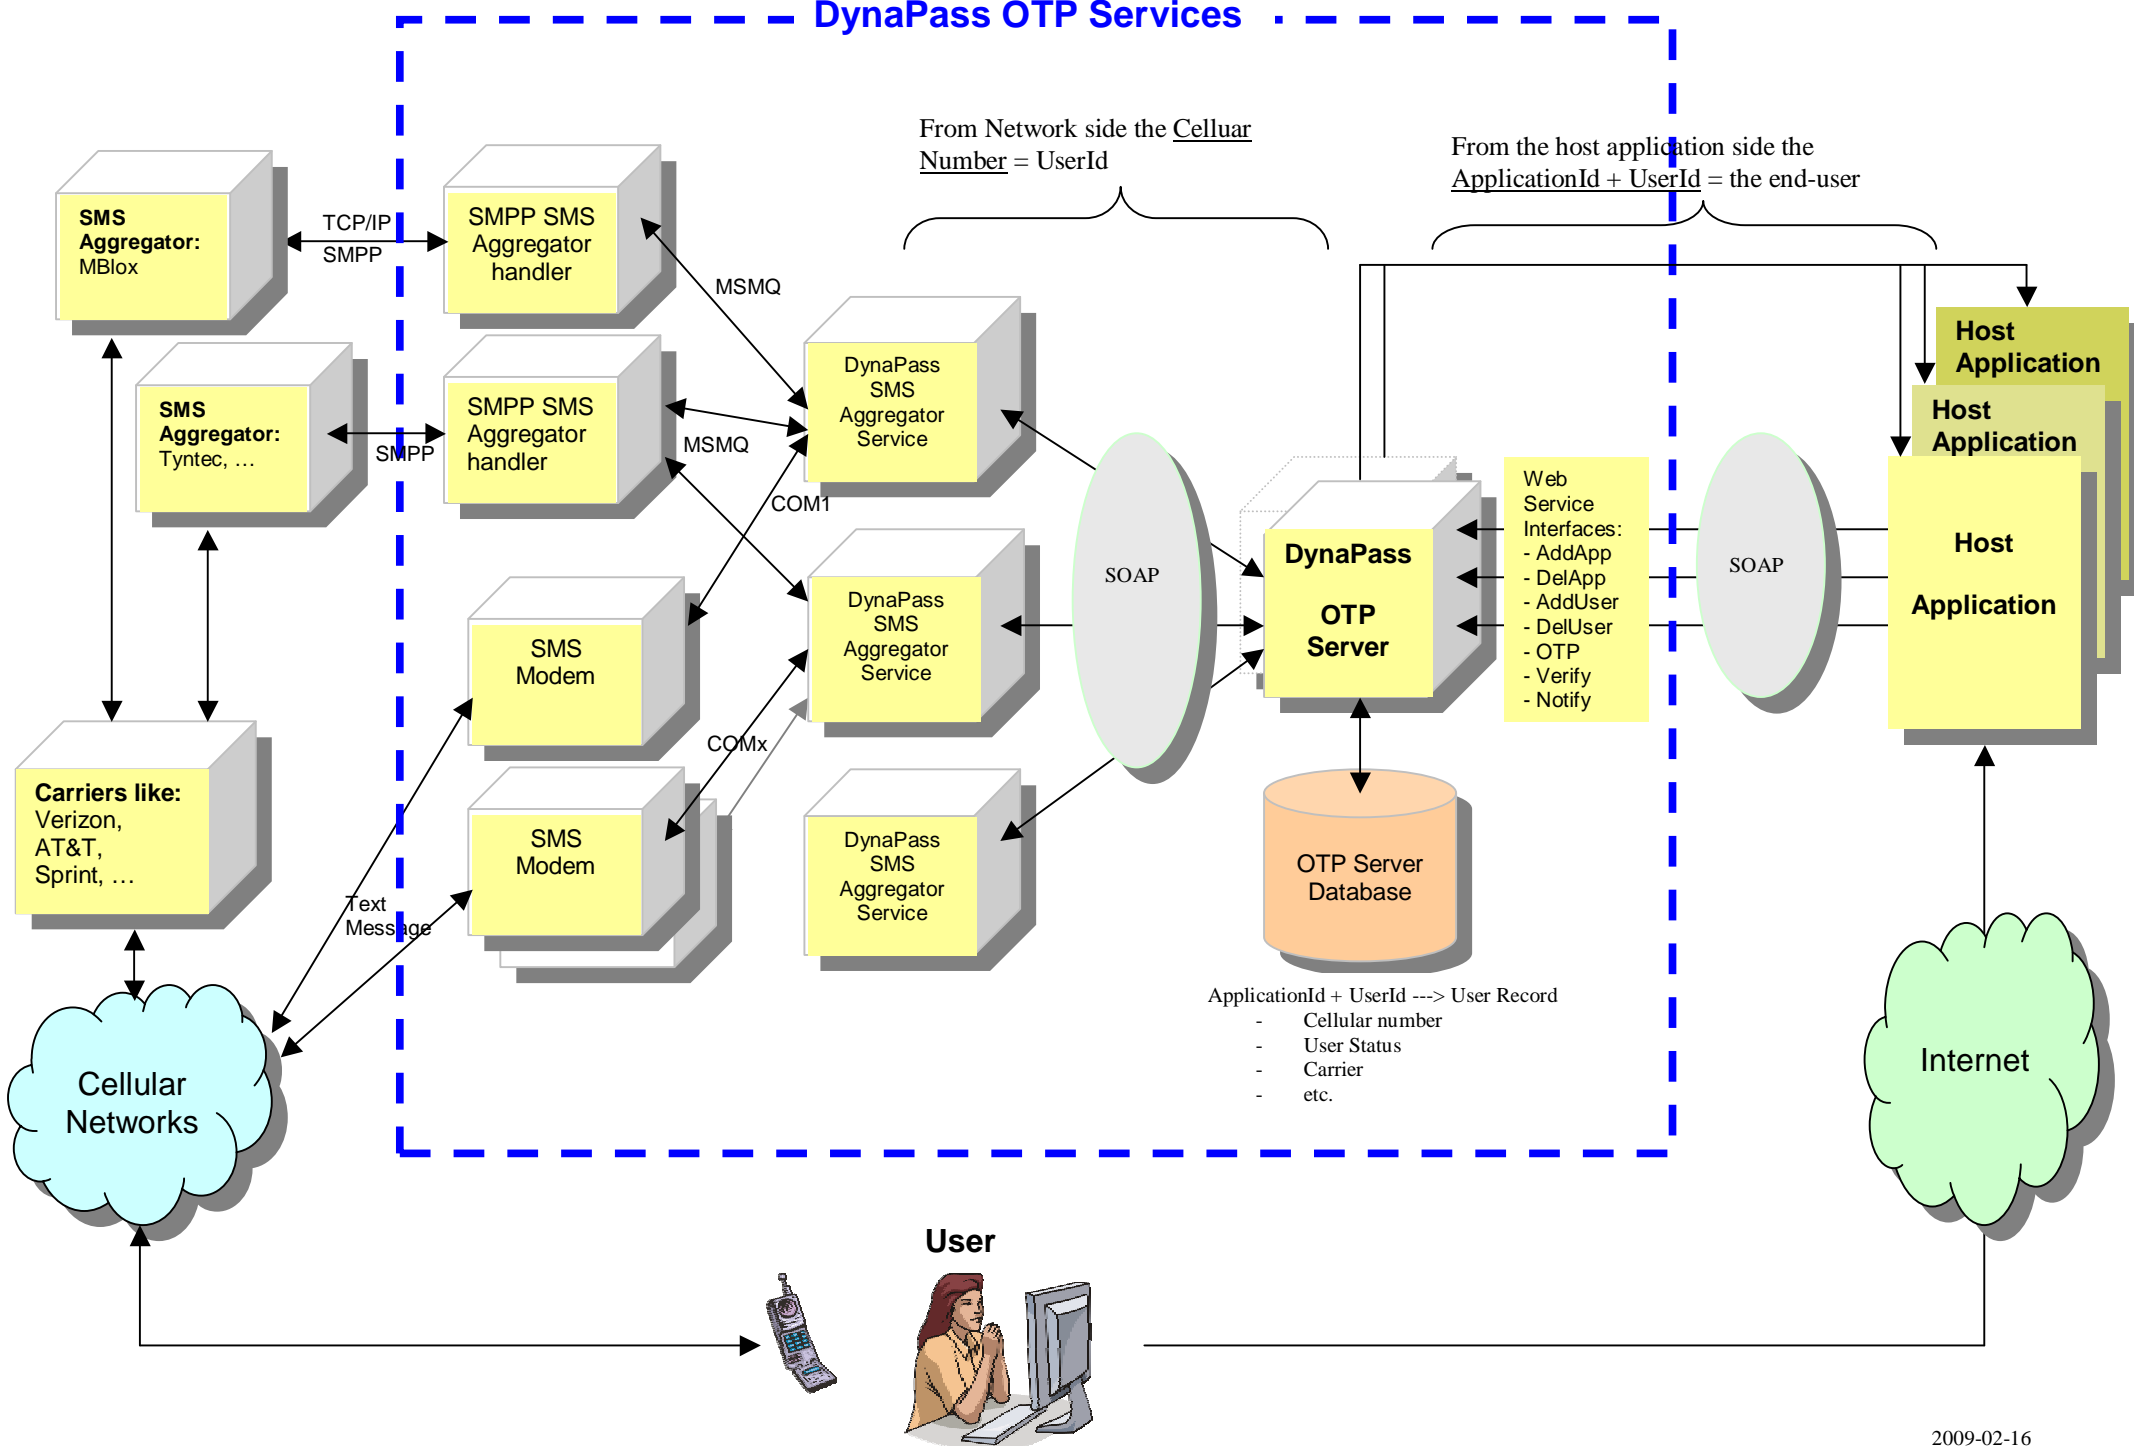 DynaPass OTP Services
From Network side the Celluar
Number = UserId
From the host application side the
ApplicationId + UserId = the end-user
SMS
Aggregator:
MBlox
TCP/IP
SMPP
SMPP SMS
Aggregator
handler
MSMQ
SMS
Aggregator:
Tyntec, …
SMPP
SMPP SMS
Aggregator
handler
MSMQ
DynaPass
SMS
Aggregator
Service
COM1
Host
Application
Host
Application
Host
Application
SOAP
DynaPass
OTP
Server
Web
Service
Interfaces:
- AddApp
- DelApp
- AddUser
- DelUser
- OTP
- Verify
- Notify
SOAP
DynaPass
SMS
Aggregator
Service
SMS
Modem
COMx
Carriers like:
Verizon,
AT&T,
Sprint, …
SMS
Modem
DynaPass
SMS
Aggregator
Service
OTP Server
Database
Text
Message
ApplicationId + UserId ---> User Record
- Cellular number
- User Status
- Carrier
- etc.
Cellular
Networks
Internet
User
2009-02-16